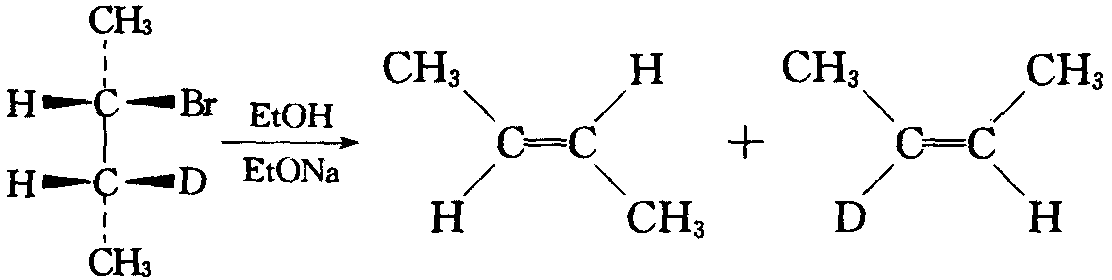 CH₃
H C Br
H C D
CH₃
EtOH
EtONa
CH₃ H
C=C
H CH₃
+
CH₃ CH₃
C=C
D H